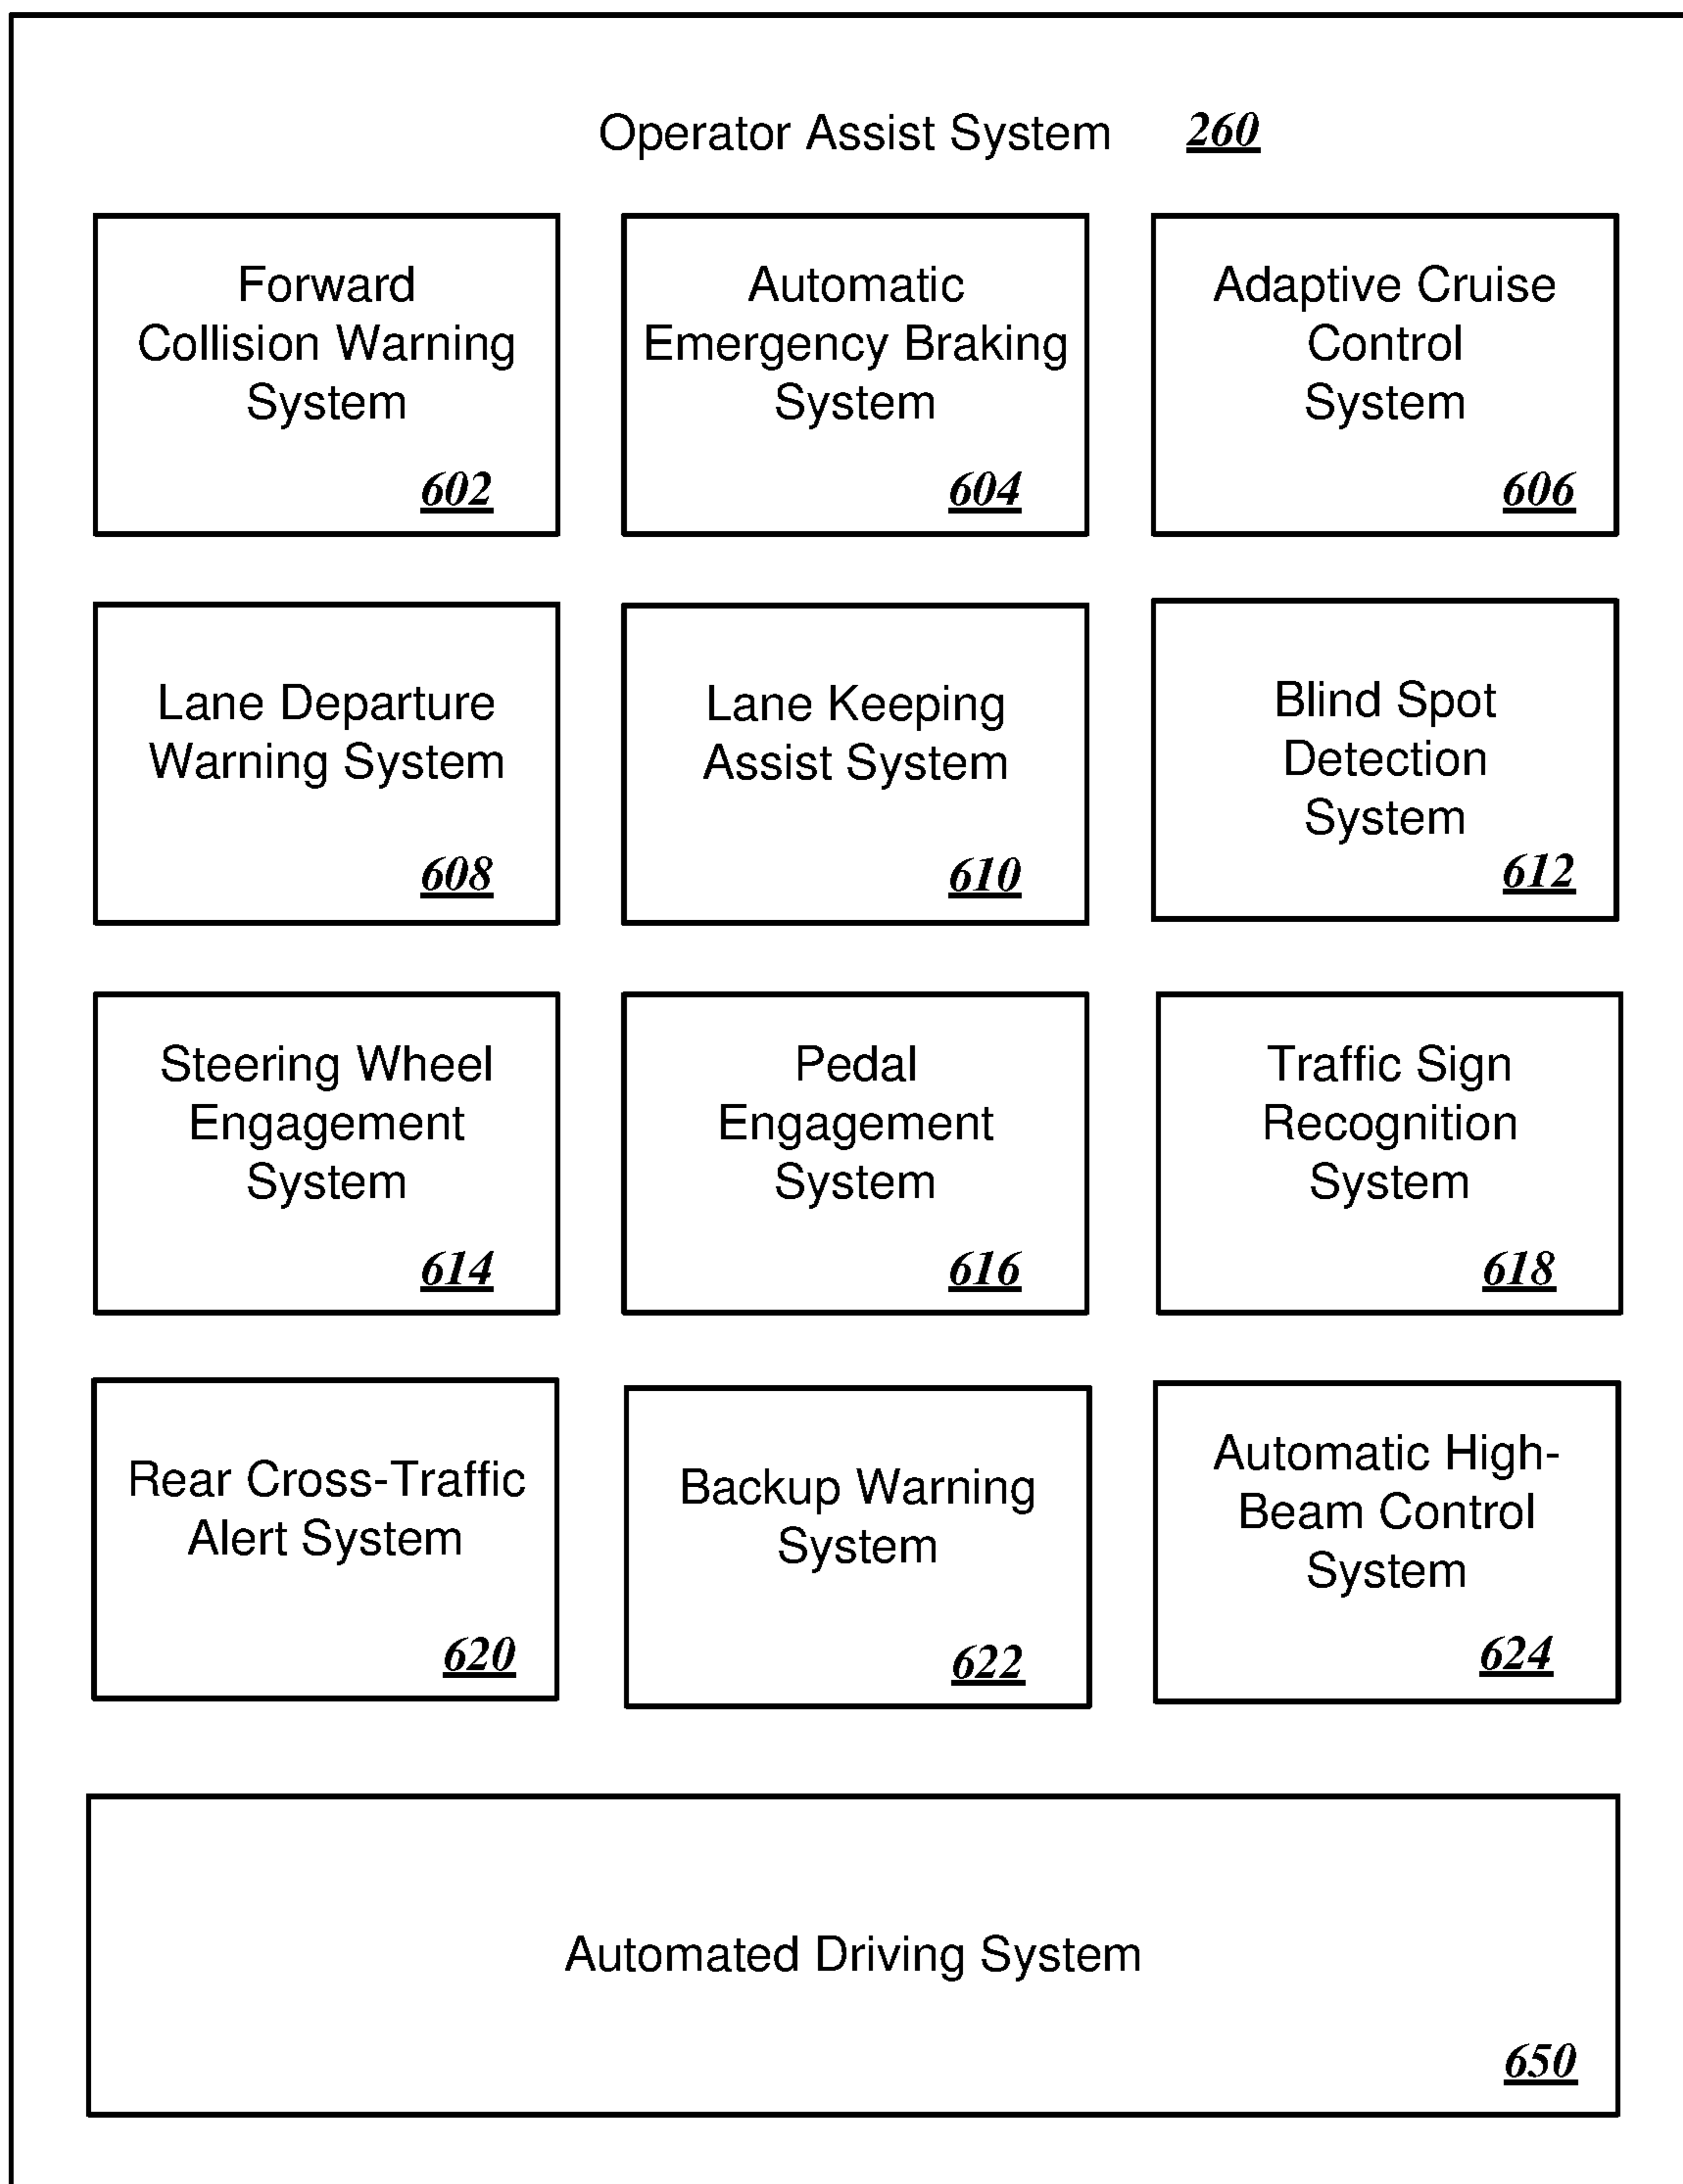 Operator Assist System 260
Forward
Collision Warning
System
602
Automatic
Emergency Braking
System
604
Adaptive Cruise
Control
System
606
Lane Departure
Warning System
608
Lane Keeping
Assist System
610
Blind Spot
Detection
System
612
Steering Wheel
Engagement
System
614
Pedal
Engagement
System
616
Traffic Sign
Recognition
System
618
Rear Cross-Traffic
Alert System
620
Backup Warning
System
622
Automatic High-
Beam Control
System
624
Automated Driving System
650